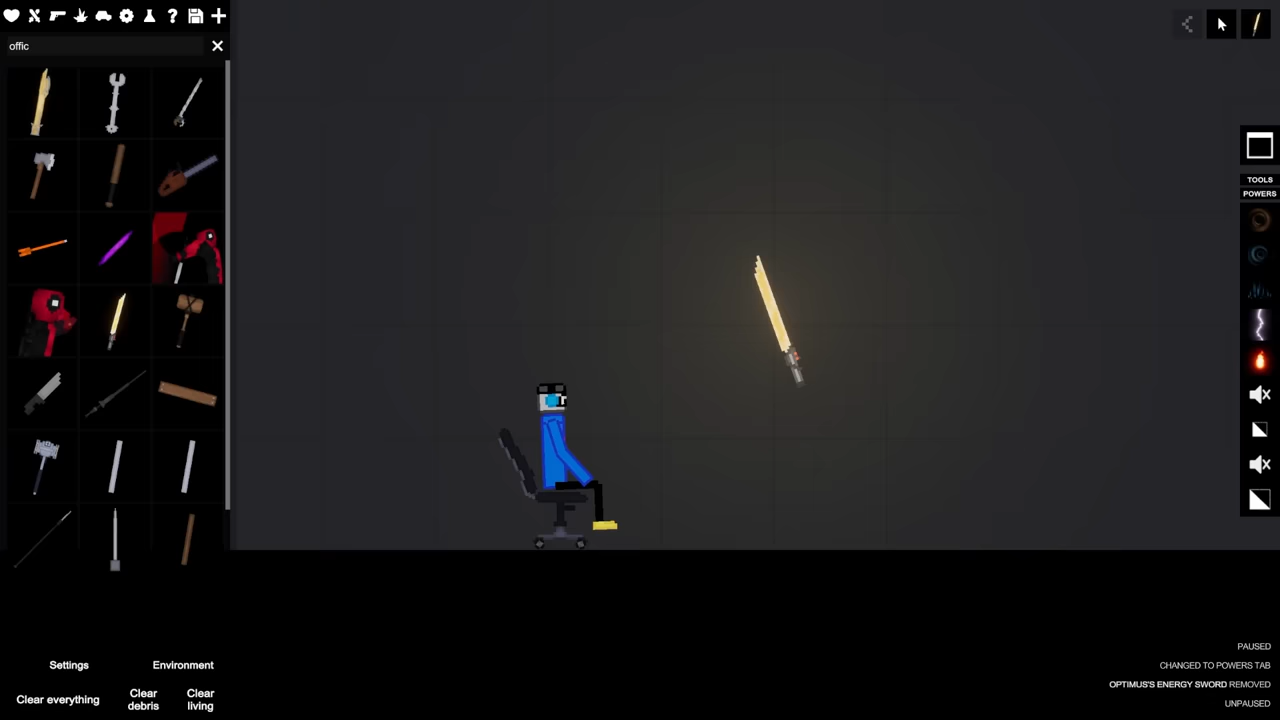 offic
TOOLS
POWERS
PAUSED
CHANGED TO POWERS TAB
OPTIMUS'S ENERGY SWORD REMOVED
UNPAUSED
Settings
Environment
Clear everything
Clear
debris
Clear
living